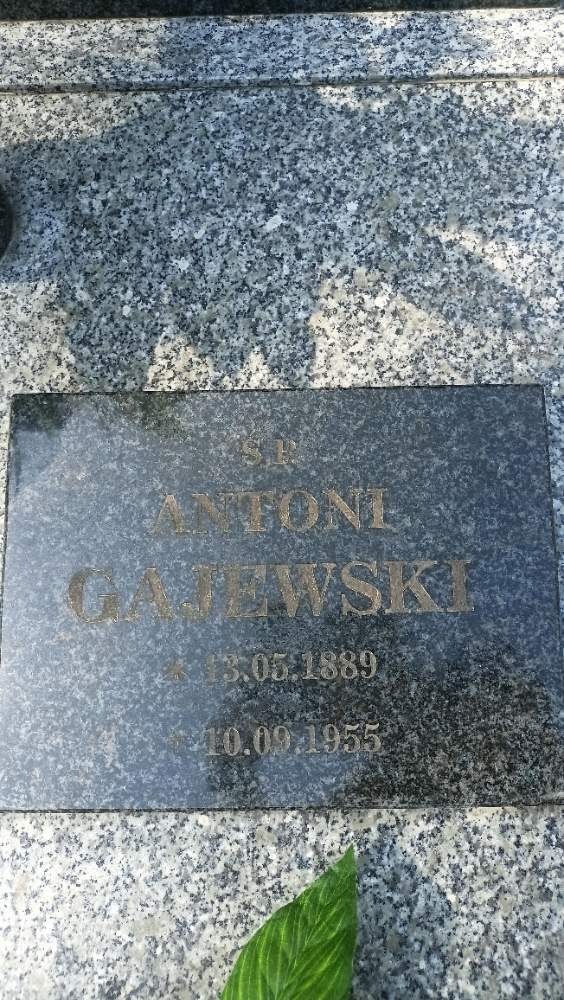 Ś.P.
ANTONI
GAJEWSKI
* 13.05.1889
† 10.09.1955